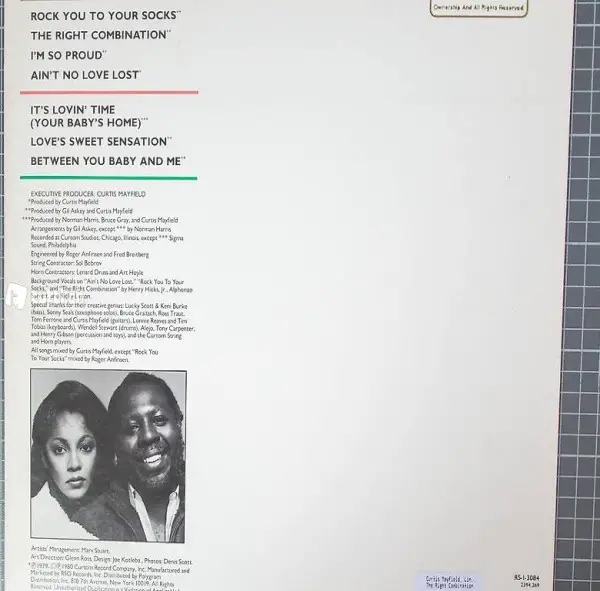 Ownership And All Rights Reserved
ROCK YOU TO YOUR SOCKS**
THE RIGHT COMBINATION**
I'M SO PROUD**
AIN'T NO LOVE LOST*
IT'S LOVIN' TIME
(YOUR BABY'S HOME)***
LOVE'S SWEET SENSATION**
BETWEEN YOU BABY AND ME**
EXECUTIVE PRODUCER: CURTIS MAYFIELD
*Produced by Curtis Mayfield
**Produced by Gil Askey and Curtis Mayfield
***Produced by Norman Harris, Bruce Gray, and Curtis Mayfield
Arrangements by Gil Askey, except *** by Norman Harris
Recorded at Curtom Studios, Chicago, Illinois, except *** Sigma
Sound, Philadelphia
Engineered by Roger Anfinsen and Fred Breitberg
String Contractor: Sol Bobrov
Horn Contractors: Lenard Druss and Art Hoyle
Background Vocals on "Ain't No Love Lost," "Rock You To Your
Socks," and "The Right Combination" by Henry Hicks, Jr., Alphonso
Special thanks for their creative genius: Lucky Scott & Keni Burke
(bass), Sonny Seals (saxophone solos), Bruce Gaitsch, Ross Traut,
Tom Ferrone and Curtis Mayfield (guitars), Lonnie Reaves and Tim
Tobias (keyboards), Wendell Stewart (drums), Alejo, Tony Carpenter,
and Henry Gibson (percussion and toys), and the Curtom String
and Horn players.
All songs mixed by Curtis Mayfield, except "Rock You
To Your Socks" mixed by Roger Anfinsen.
Artists' Management: Marv Stuart.
Art Direction: Glenn Ross, Design: Joe Kotleba, Photos: Denis Scott.
*Ⓟ1979, ©Ⓟ1980 Curtom Record Company, Inc. Manufactured and
Marketed by RSO Records, Inc. Distributed by Polygram
Distribution, Inc. 810 7th Avenue, New York 10019. All Rights
Reserved. Unauthorized Duplication is a Violation of
Curtis Mayfield, Lin
The Right Combination
RS-1-3084
2394 269